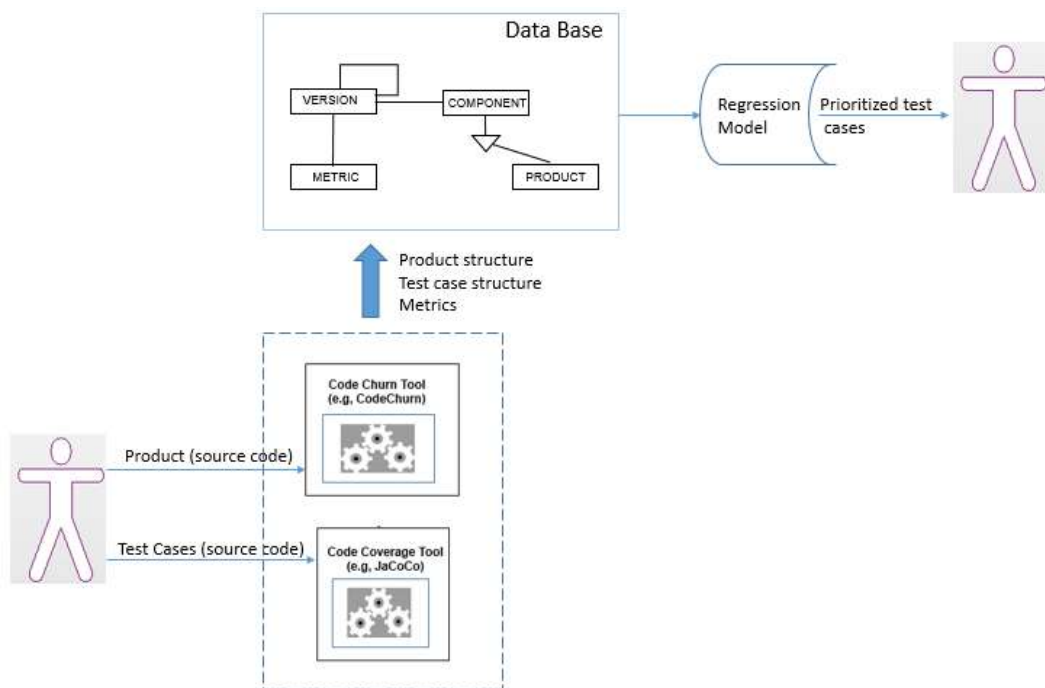 Data Base
VERSION
COMPONENT
METRIC
PRODUCT
Regression
Model
Prioritized test
cases
Product structure
Test case structure
Metrics
Code Churn Tool
(e.g, CodeChurn)
Product (source code)
Test Cases (source code)
Code Coverage Tool
(e.g, JaCoCo)